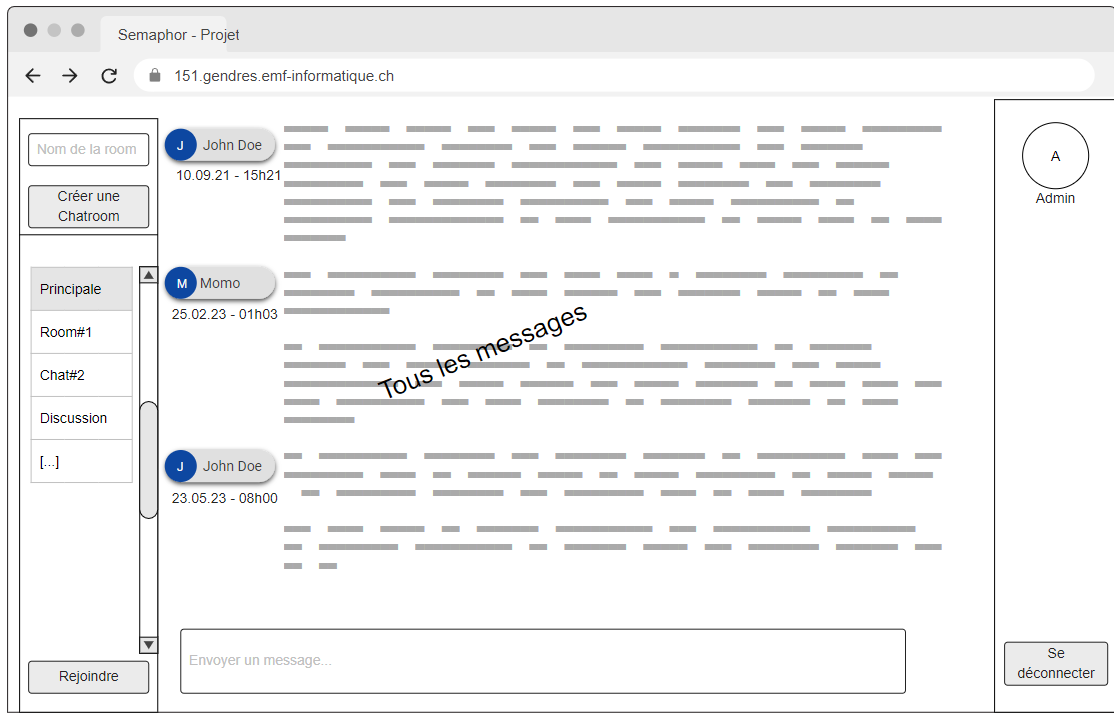 Semaphor - Projet
151.gendres.emf-informatique.ch
Nom de la room
Créer une
Chatroom
Principale
Room#1
Chat#2
Discussion
[...]
Rejoindre
J John Doe
10.09.21 - 15h21
M Momo
25.02.23 - 01h03
Tous les messages
J John Doe
23.05.23 - 08h00
Envoyer un message...
A
Admin
Se
déconnecter